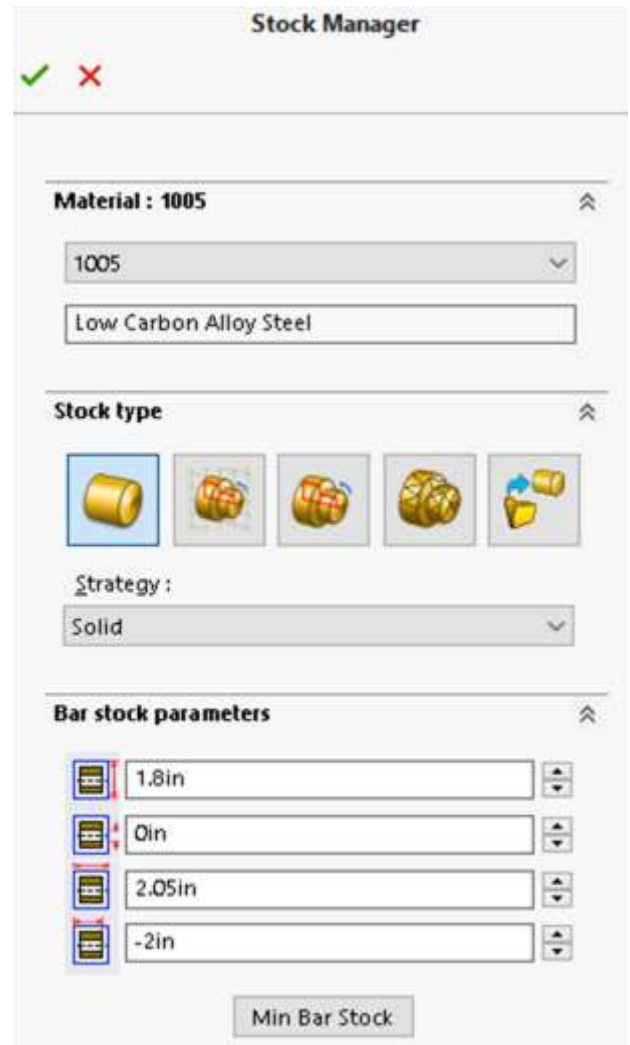 Stock Manager
Material : 1005
1005
Low Carbon Alloy Steel
Stock type
Strategy :
Solid
Bar stock parameters
1.8in
0in
2.05in
-2in
Min Bar Stock